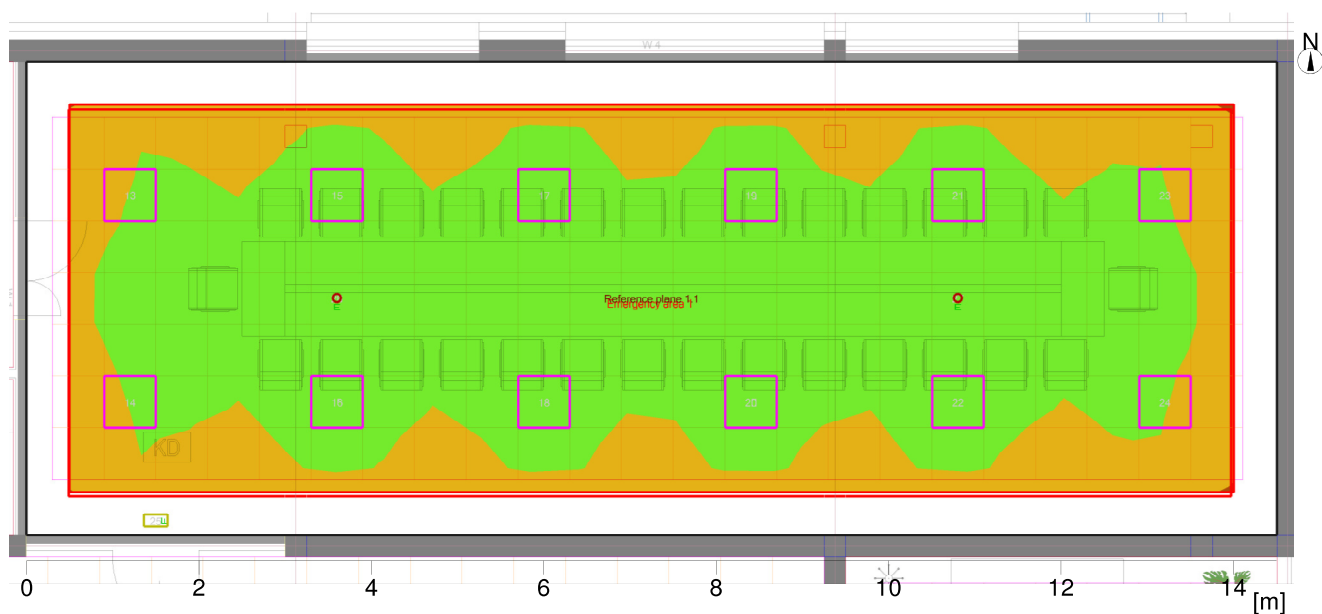 W 4
N
13 15 17 19 21 23
Reference plane 1.1
Emergency area 1
E E
14 16 18 20 22 24
KD
25 E
0 2 4 6 8 10 12 14
[m]